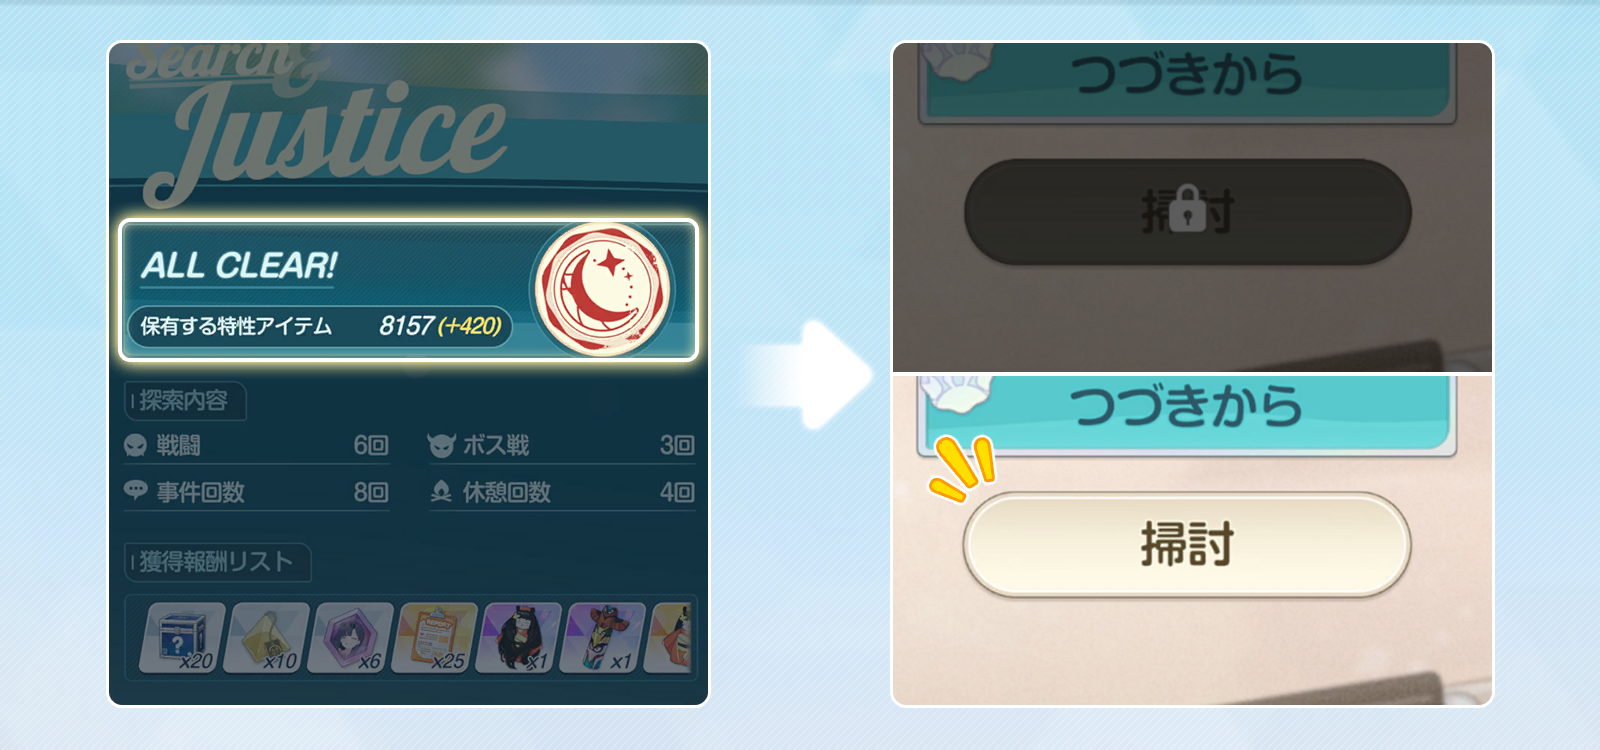 Search &
Justice
ALL CLEAR!
保有する特性アイテム 8157 (+420)
探索内容
戦闘 6回 ボス戦 3回
事件回数 8回 休憩回数 4回
獲得報酬リスト
x20 x10 x6 REPORT x25 x1 x1
つづきから
掃討
つづきから
掃討